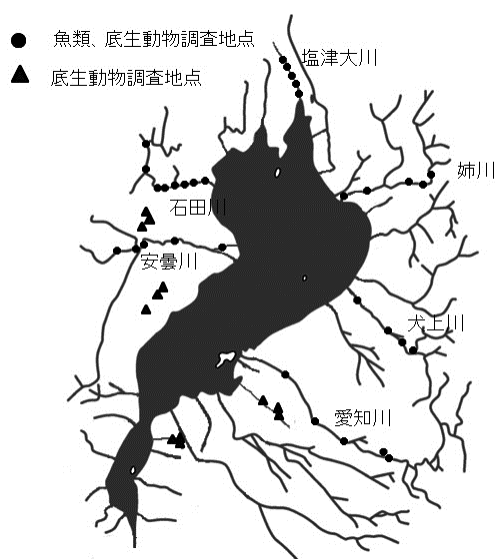 魚類、底生動物調査地点
底生動物調査地点
塩津大川
姉川
石田川
安曇川
犬上川
愛知川